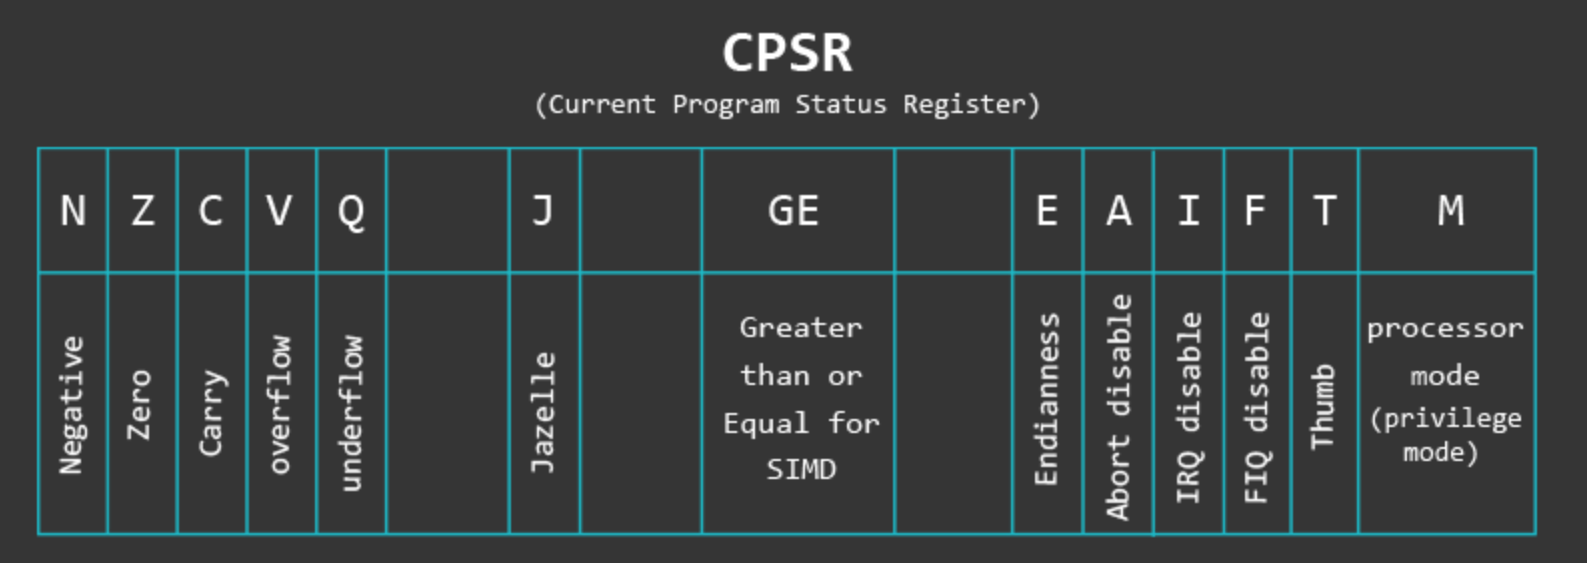 CPSR
(Current Program Status Register)
N Z C V Q J GE E A I F T M
Negative
Zero
Carry
overflow
underflow
Jazelle
Greater
than or
Equal for
SIMD
Endianness
Abort disable
IRQ disable
FIQ disable
Thumb
processor
mode
(privilege
mode)